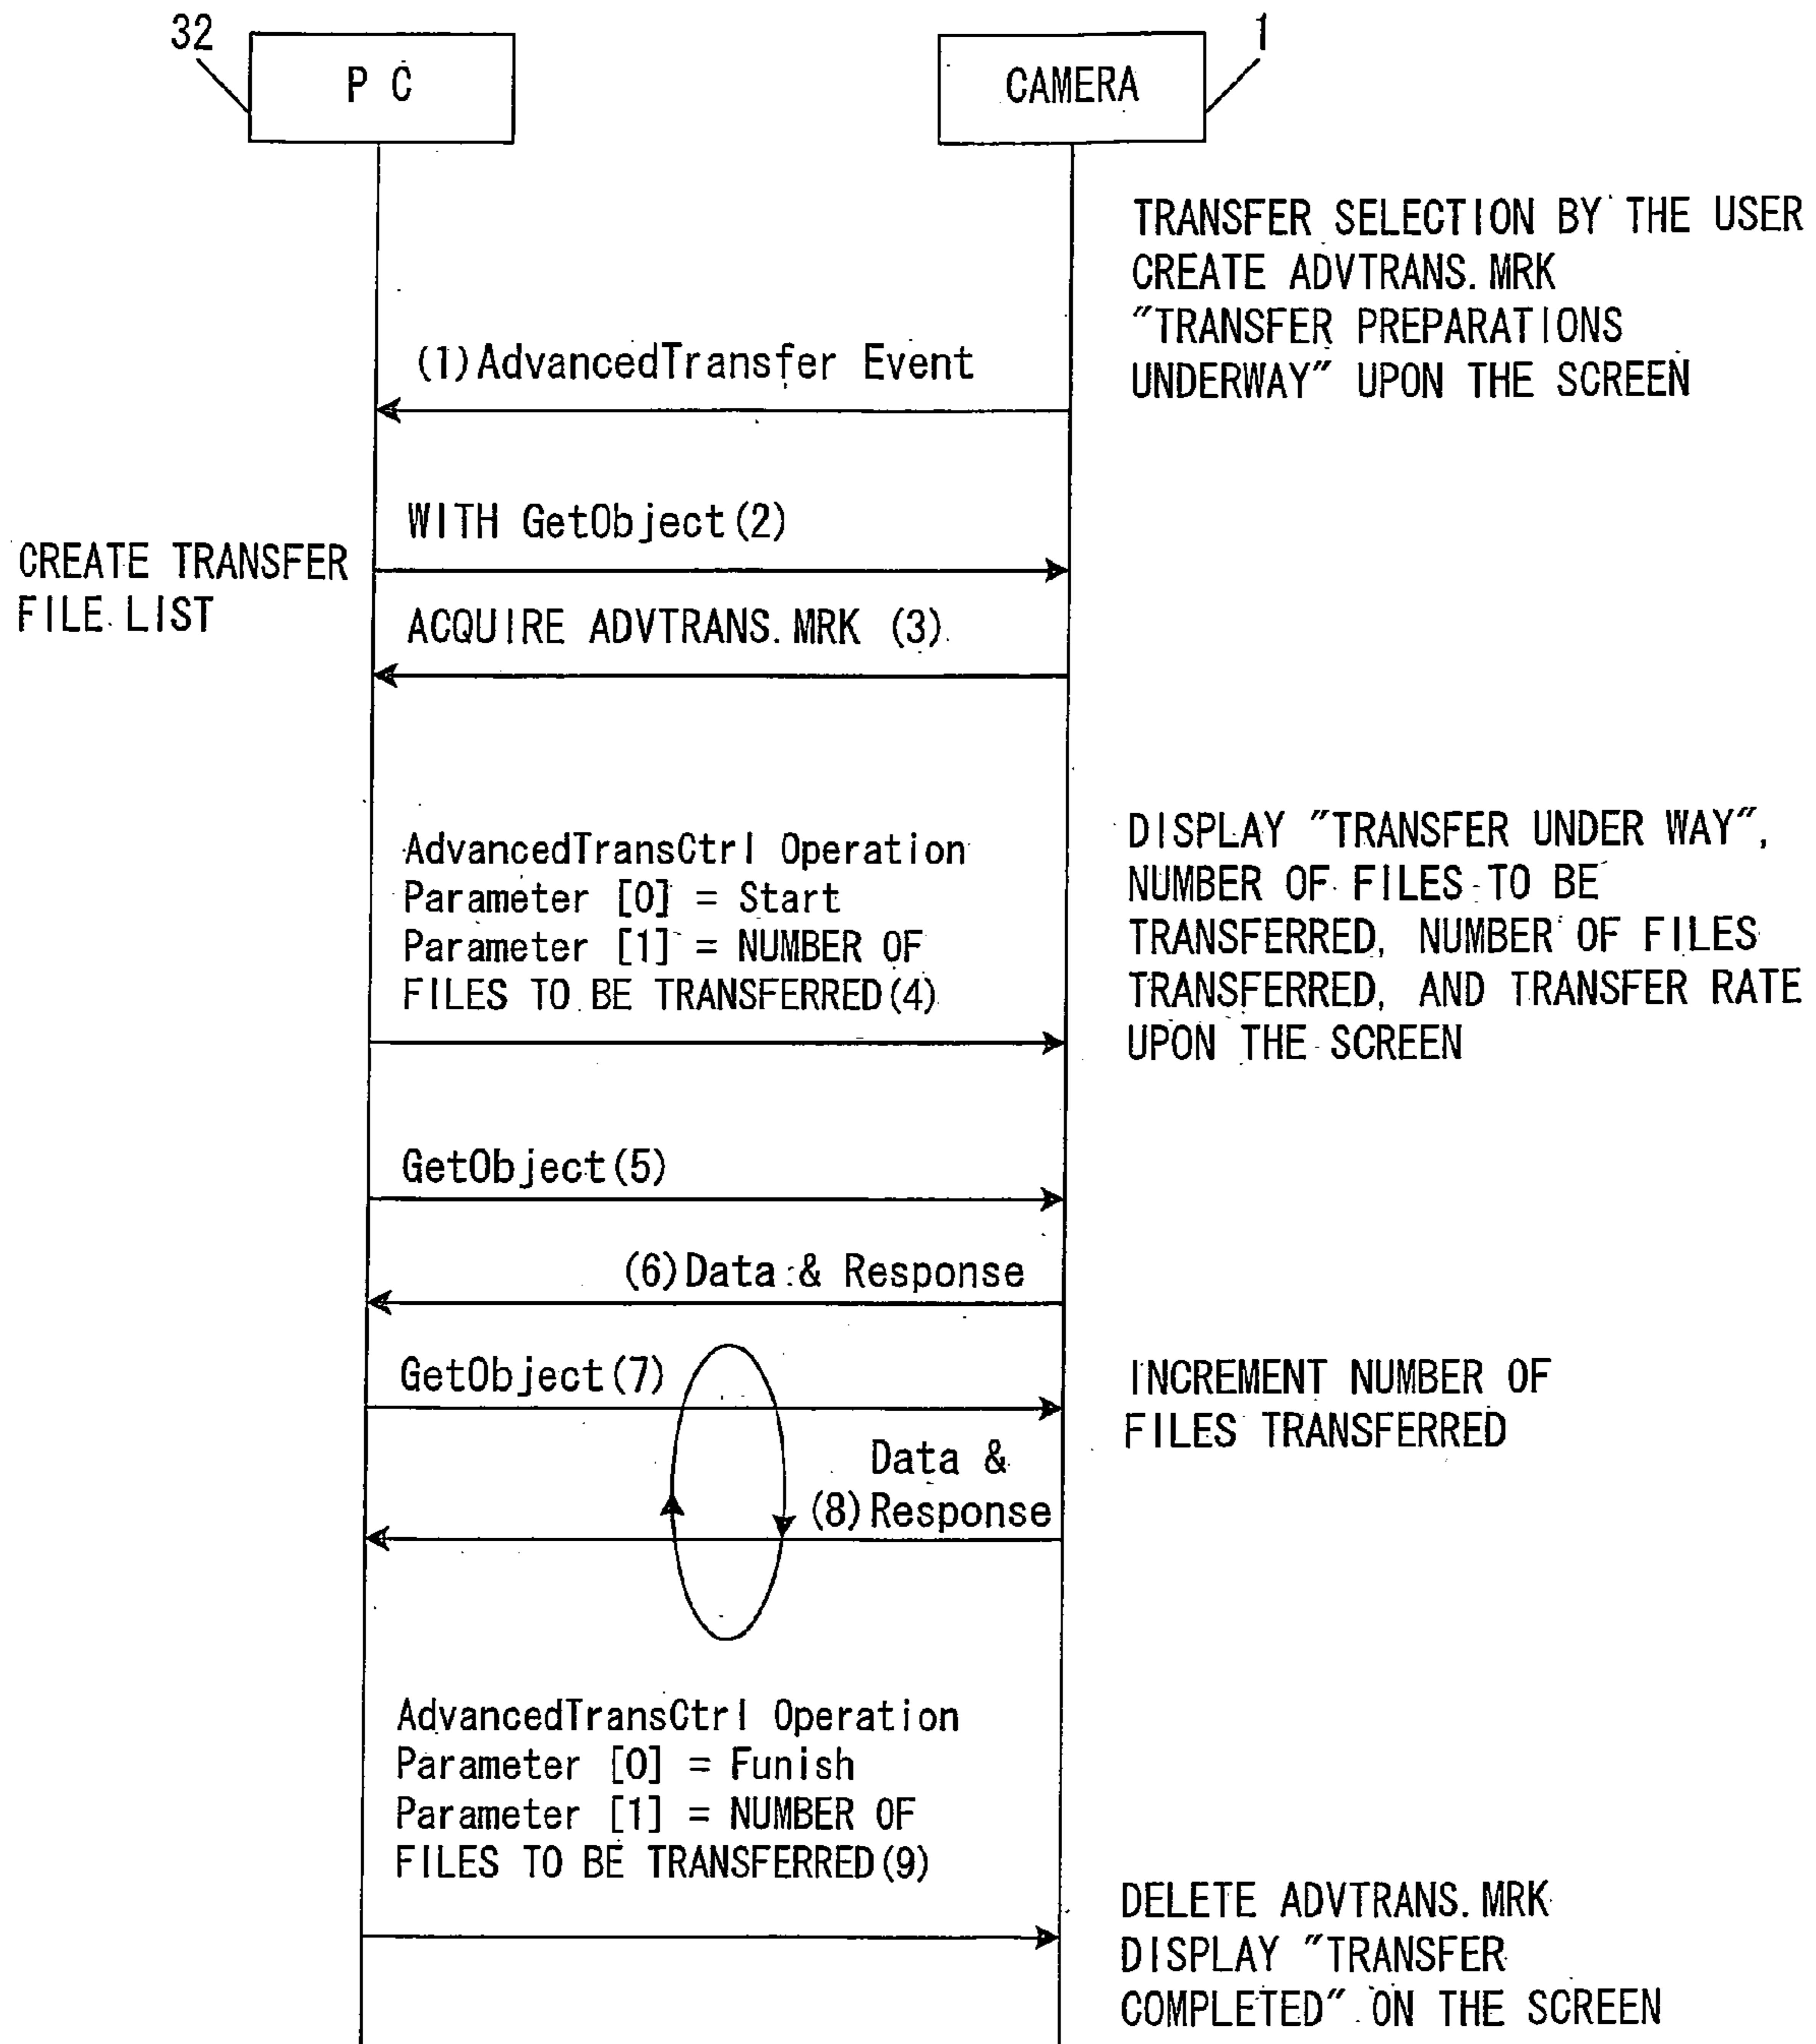 32
1
P C
CAMERA
TRANSFER SELECTION BY THE USER
CREATE ADVTRANS.MRK
"TRANSFER PREPARATIONS
UNDERWAY" UPON THE SCREEN
(1)AdvancedTransfer Event
WITH GetObject(2)
CREATE TRANSFER
FILE LIST
ACQUIRE ADVTRANS.MRK (3)
AdvancedTransCtrl Operation
Parameter [0] = Start
Parameter [1] = NUMBER OF
FILES TO BE TRANSFERRED(4)
DISPLAY "TRANSFER UNDER WAY",
NUMBER OF FILES TO BE
TRANSFERRED, NUMBER OF FILES
TRANSFERRED, AND TRANSFER RATE
UPON THE SCREEN
GetObject(5)
(6)Data & Response
GetObject(7)
INCREMENT NUMBER OF
FILES TRANSFERRED
Data &
(8)Response
AdvancedTransCtrl Operation
Parameter [0] = Funish
Parameter [1] = NUMBER OF
FILES TO BE TRANSFERRED(9)
DELETE ADVTRANS.MRK
DISPLAY "TRANSFER
COMPLETED" ON THE SCREEN